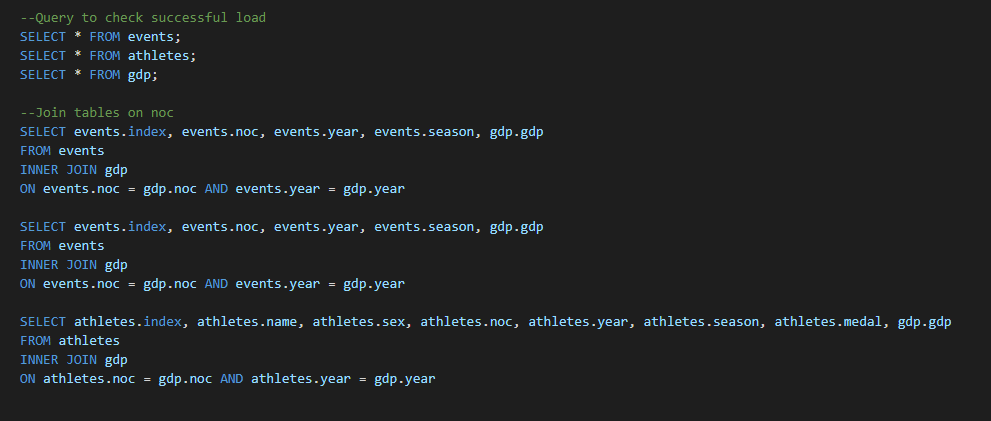 --Query to check successful load
SELECT * FROM events;
SELECT * FROM athletes;
SELECT * FROM gdp;
--Join tables on noc
SELECT events.index, events.noc, events.year, events.season, gdp.gdp
FROM events
INNER JOIN gdp
ON events.noc = gdp.noc AND events.year = gdp.year
SELECT events.index, events.noc, events.year, events.season, gdp.gdp
FROM events
INNER JOIN gdp
ON events.noc = gdp.noc AND events.year = gdp.year
SELECT athletes.index, athletes.name, athletes.sex, athletes.noc, athletes.year, athletes.season, athletes.medal, gdp.gdp
FROM athletes
INNER JOIN gdp
ON athletes.noc = gdp.noc AND athletes.year = gdp.year